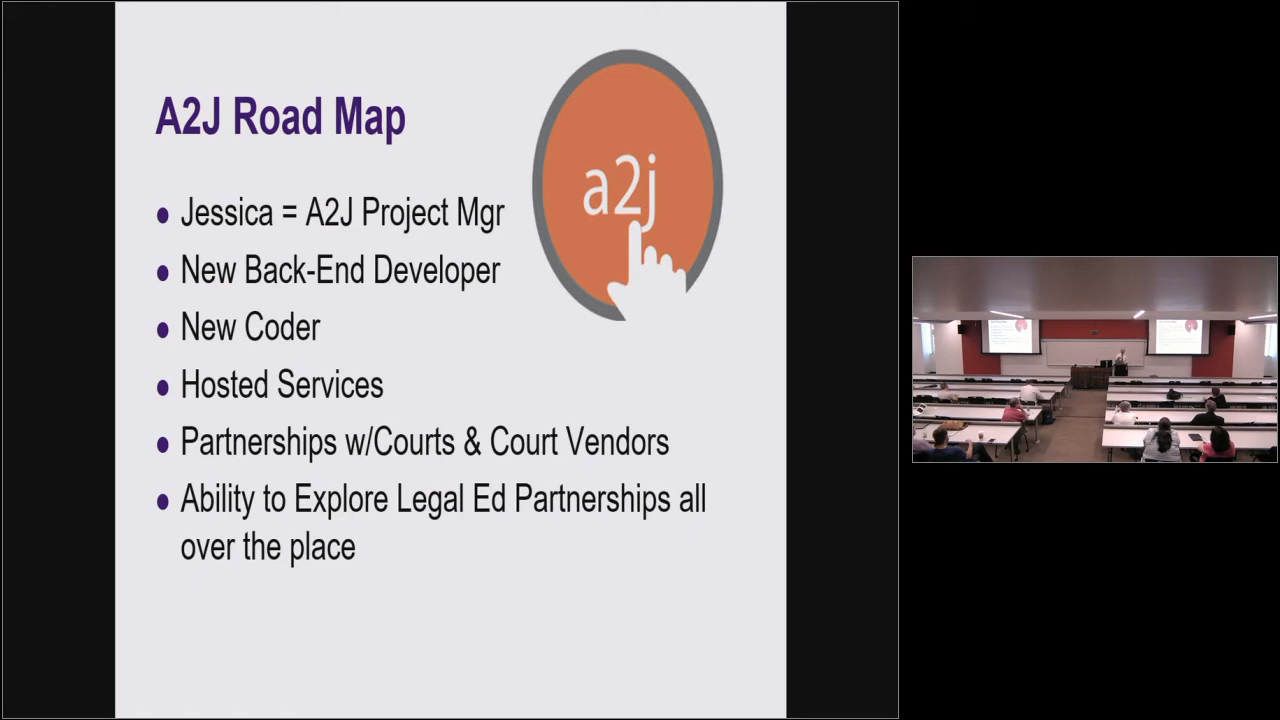 A2J Road Map
a2j
Jessica = A2J Project Mgr
New Back-End Developer
New Coder
Hosted Services
Partnerships w/Courts & Court Vendors
Ability to Explore Legal Ed Partnerships all
over the place